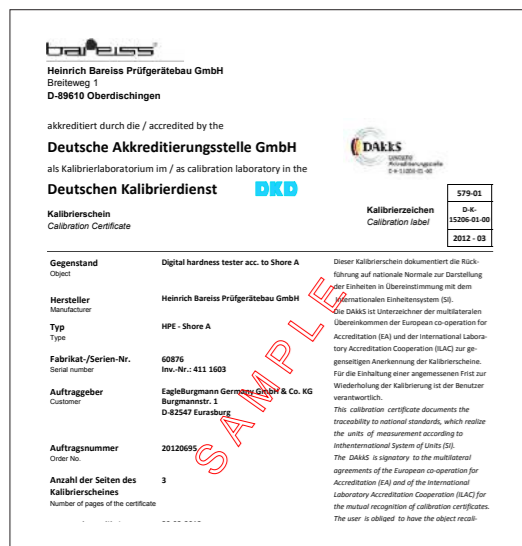 bareiss
Heinrich Bareiss Prüfgerätebau GmbH
Breiteweg 1
D-89610 Oberdischingen
akkreditiert durch die / accredited by the
Deutsche Akkreditierungsstelle GmbH
als Kalibrierlaboratorium im / as calibration laboratory in the
Deutschen Kalibrierdienst DKD
DAkkS
Deutsche
Akkreditierungsstelle
Kalibrierschein
Calibration Certificate
Kalibrierzeichen
Calibration label
579-01
D-K-
15206-01-00
2012 - 03
Gegenstand Digital hardness tester acc. to Shore A
Object
Hersteller Heinrich Bareiss Prüfgerätebau GmbH
Manufacturer
Typ HPE - Shore A
Type
Fabrikat-/Serien-Nr. 60876
Serial number Inv.-Nr.: 411 1603
Auftraggeber EagleBurgmann Germany GmbH & Co. KG
Customer Burgmannstr. 1
D-82547 Eurasburg
Auftragsnummer 20120695
Order No.
Anzahl der Seiten des 3
Kalibrierscheines
Number of pages of the certificate
Dieser Kalibrierschein dokumentiert die Rück-
führung auf nationale Normale zur Darstellung
der Einheiten in Übereinstimmung mit dem
Internationalen Einheitensystem (SI).
Die DAkkS ist Unterzeichner der multilateralen
Übereinkommen der European co-operation for
Accreditation (EA) und der International Labora-
tory Accreditation Cooperation (ILAC) zur ge-
genseitigen Anerkennung der Kalibrierscheine.
Für die Einhaltung einer angemessenen Frist zur
Wiederholung der Kalibrierung ist der Benutzer
verantwortlich.
This calibration certificate documents the
traceability to national standards, which realize
the units of measurement according to
Inthenational System of Units (SI).
The DAkkS is signatory to the multilateral
agreements of the European co-operation for
Accreditation (EA) and of the International
Laboratory Accreditation Cooperation (ILAC) for
the mutual recognition of calibration certificates.
The user is obliged to have the object recali-
SAMPLE